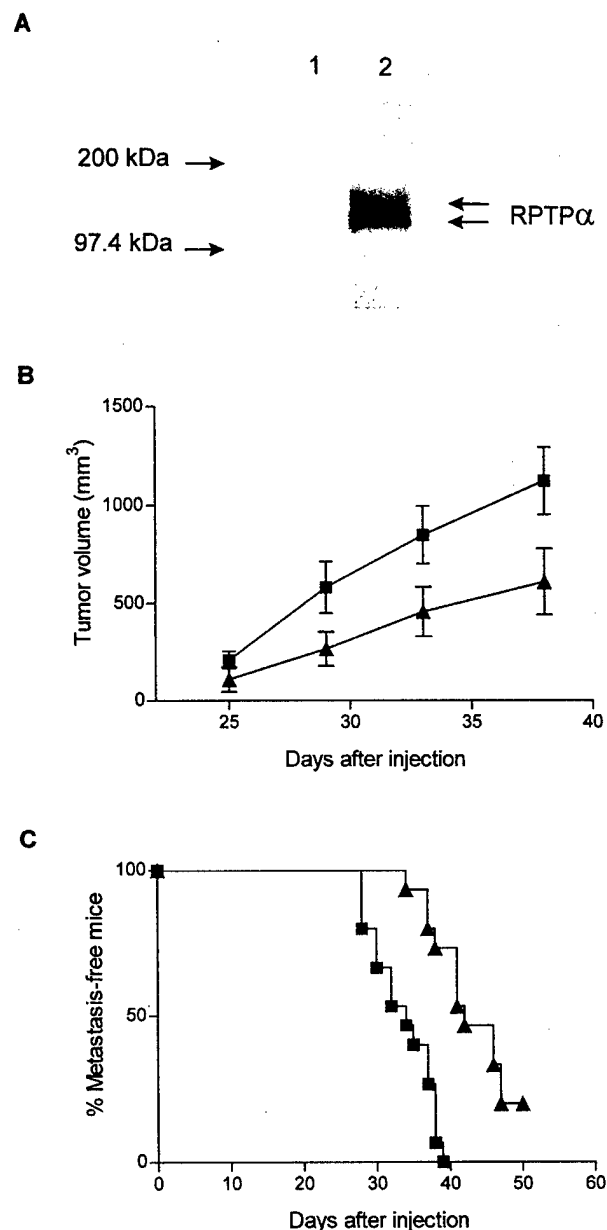 A
1 2
200 kDa
97.4 kDa
RPTPα
B
Tumor volume (mm³)
1500
1000
500
0
25 30 35 40
Days after injection
C
% Metastasis-free mice
100
50
0
0 10 20 30 40 50 60
Days after injection